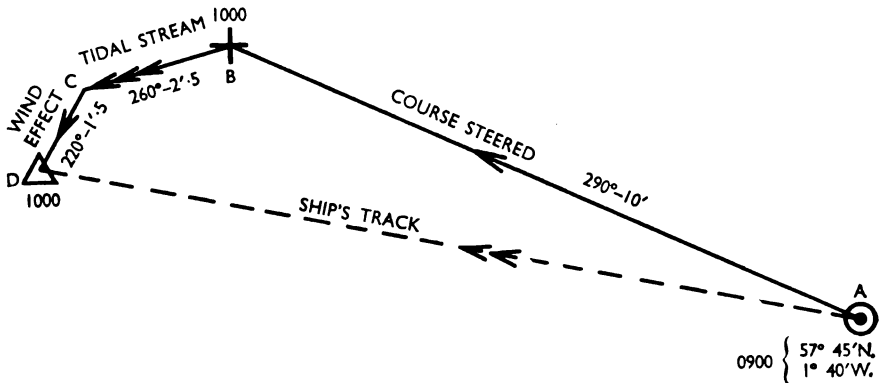 1000
TIDAL STREAM
B
C
260°–2′·5
WIND
EFFECT
220°–1′·5
D
1000
COURSE STEERED
290°–10′
SHIP'S TRACK
A
0900 { 57° 45′N.
1° 40′W.